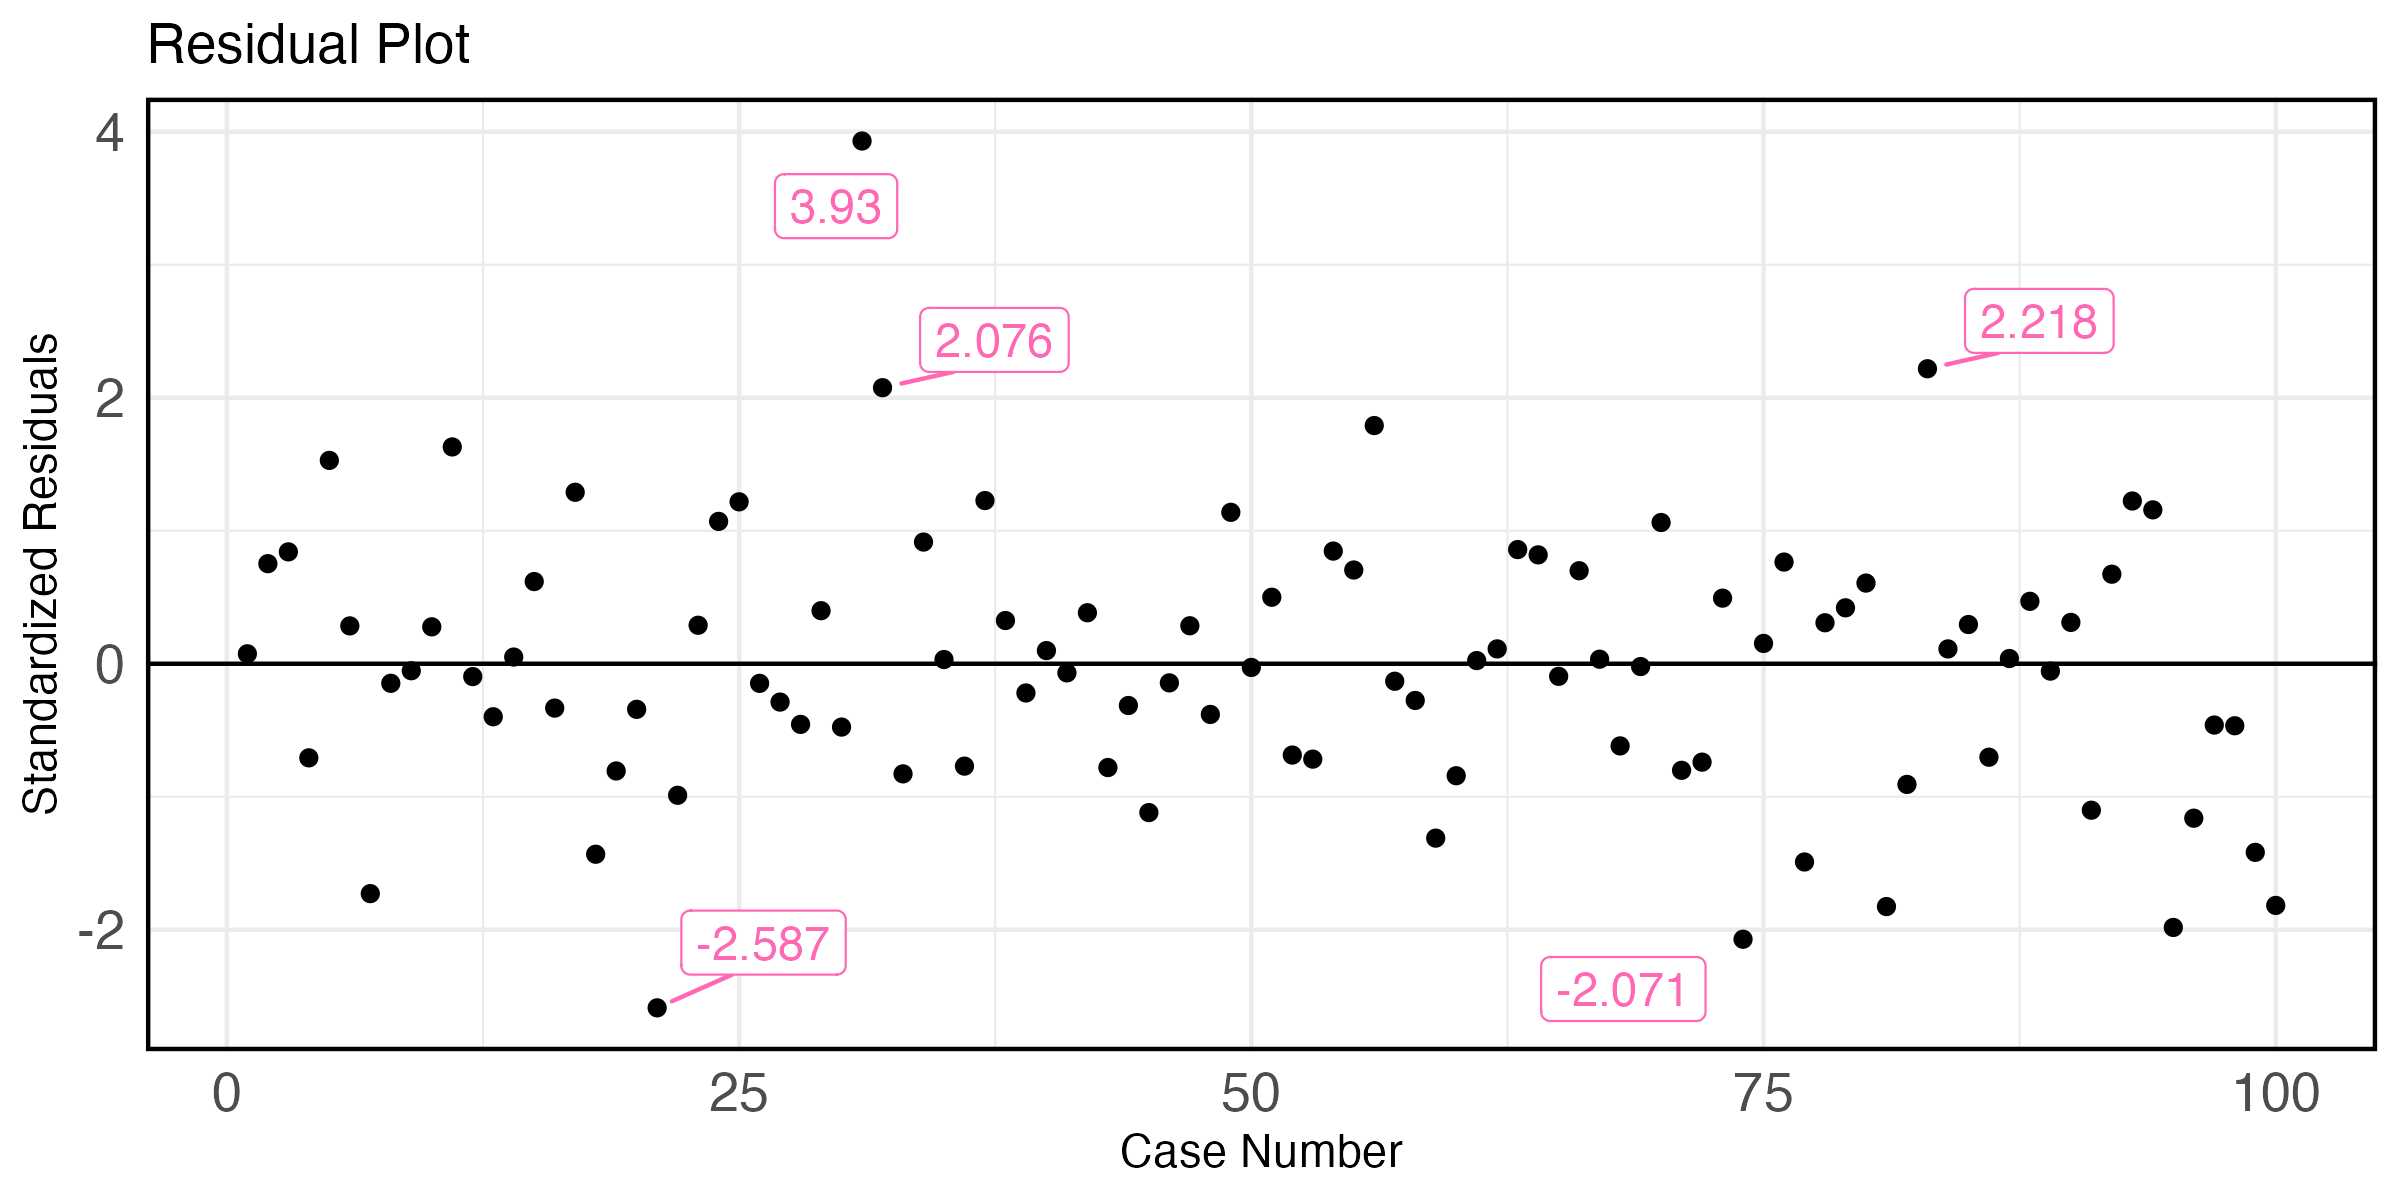 Residual Plot
4
3.93
2.076
2.218
2
Standardized Residuals
0
-2
-2.587
-2.071
0 25 50 75 100
Case Number